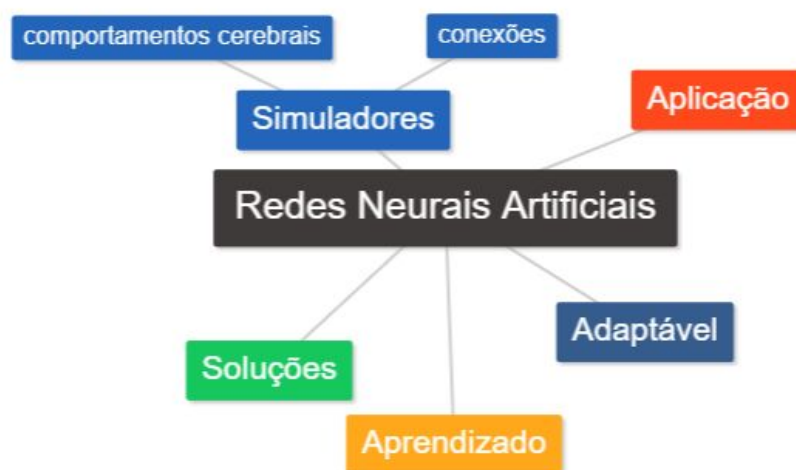 comportamentos cerebrais
conexões
Simuladores
Aplicação
Redes Neurais Artificiais
Adaptável
Soluções
Aprendizado